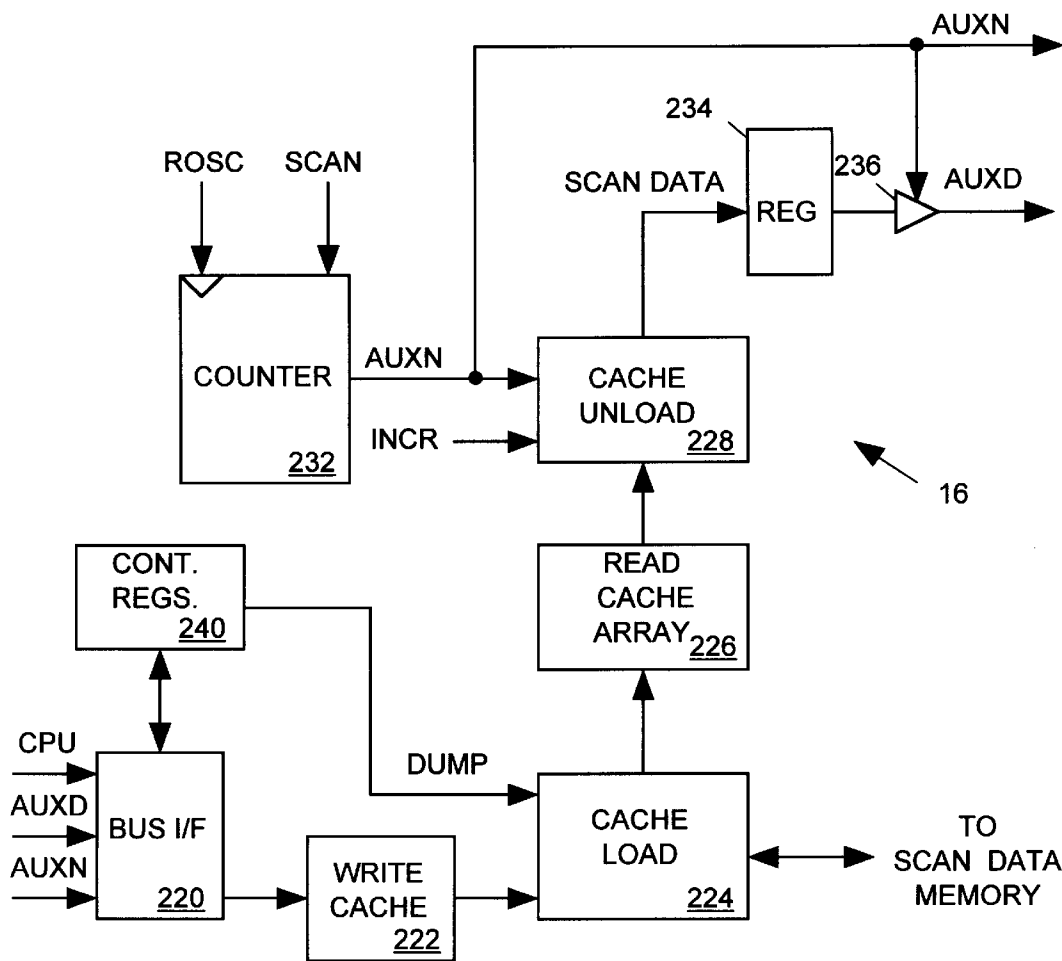 AUXN
234
ROSC
SCAN
236
AUXD
SCAN DATA
REG
COUNTER
232
AUXN
INCR
CACHE
UNLOAD
228
16
CONT.
REGS.
240
READ
CACHE
ARRAY
226
CPU
AUXD
AUXN
BUS I/F
220
DUMP
WRITE
CACHE
222
CACHE
LOAD
224
TO
SCAN DATA
MEMORY